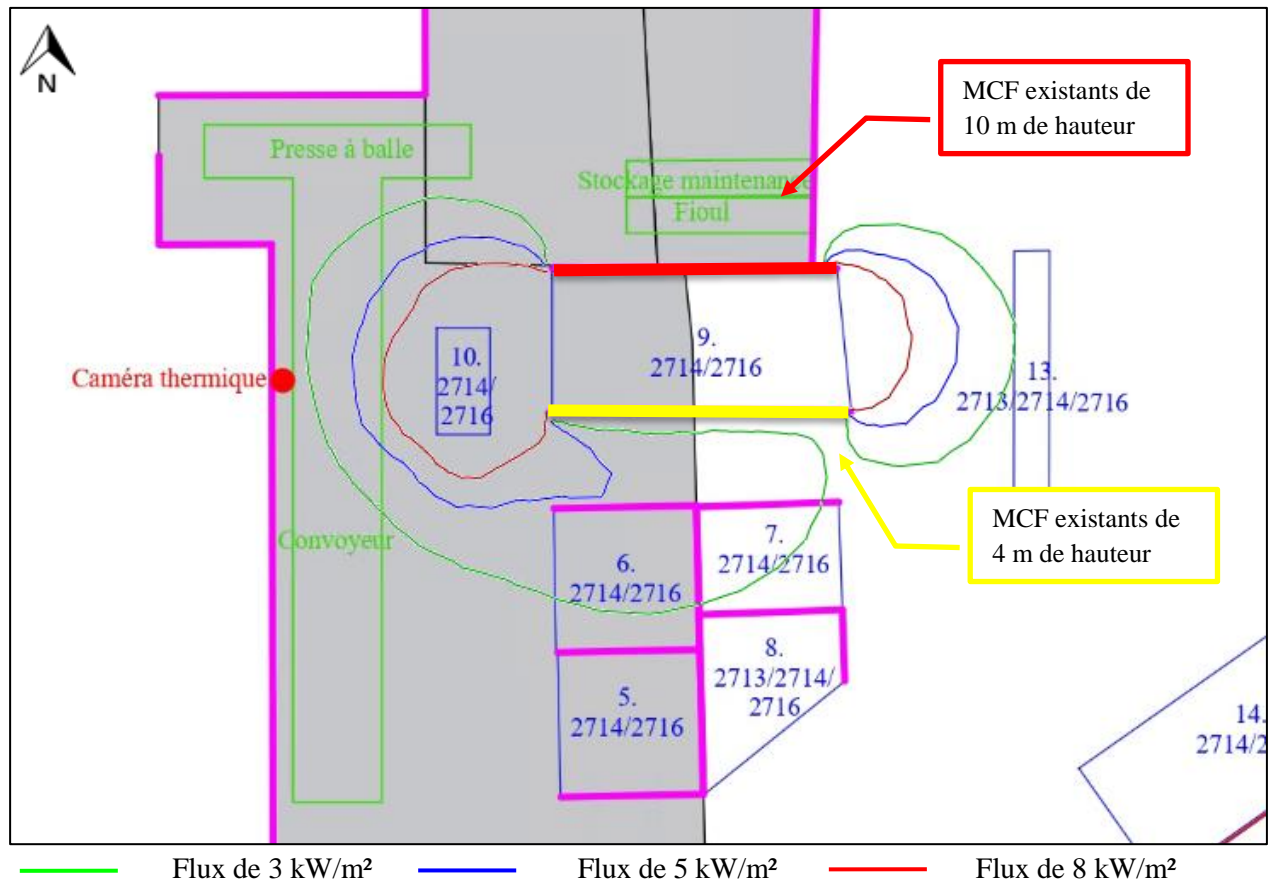 N
MCF existants de
10 m de hauteur
Presse à balle
Stockage maintenance
Fioul
9.
2714/2716
10.
2714/
2716
Caméra thermique
13.
2713/2714/2716
MCF existants de
4 m de hauteur
Convoyeur
7.
2714/2716
6.
2714/2716
8.
2713/2714/
2716
5.
2714/2716
14.
2714/2
Flux de 3 kW/m²
Flux de 5 kW/m²
Flux de 8 kW/m²